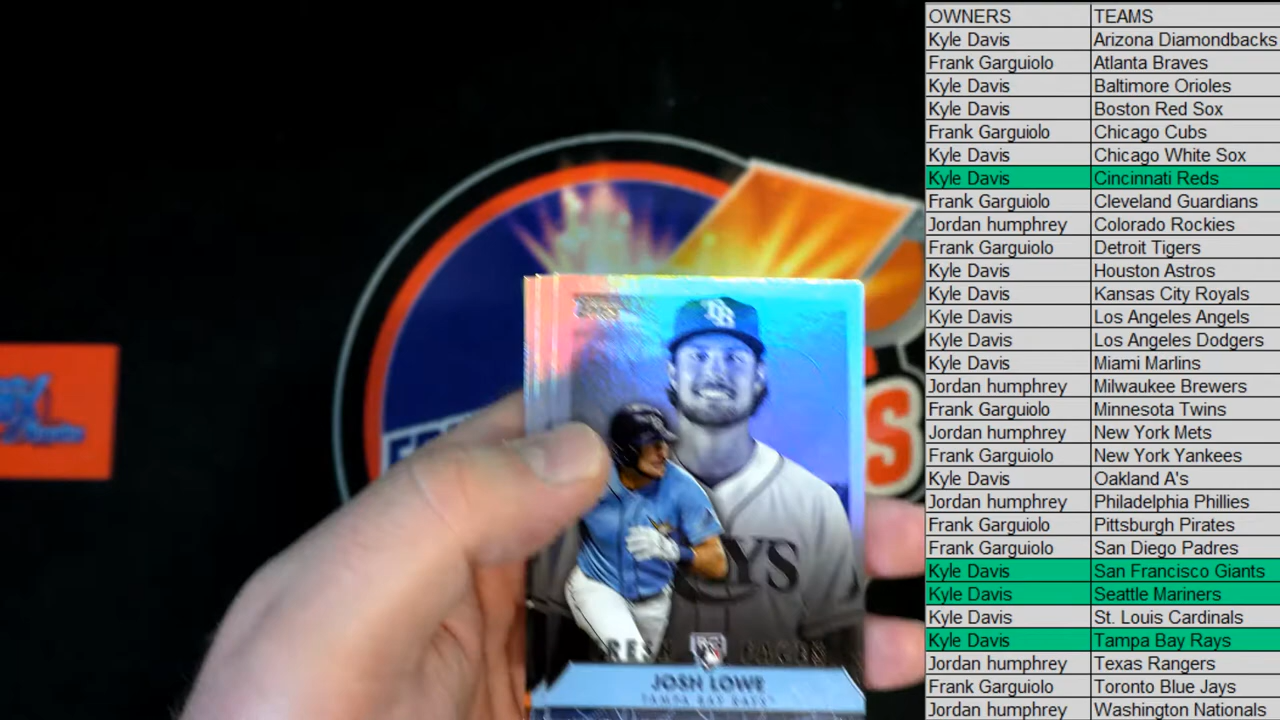 OWNERS TEAMS
Kyle Davis Arizona Diamondbacks
Frank Garguiolo Atlanta Braves
Kyle Davis Baltimore Orioles
Kyle Davis Boston Red Sox
Frank Garguiolo Chicago Cubs
Kyle Davis Chicago White Sox
Kyle Davis Cincinnati Reds
Frank Garguiolo Cleveland Guardians
Jordan humphrey Colorado Rockies
Frank Garguiolo Detroit Tigers
Kyle Davis Houston Astros
Kyle Davis Kansas City Royals
Kyle Davis Los Angeles Angels
Kyle Davis Los Angeles Dodgers
Kyle Davis Miami Marlins
Jordan humphrey Milwaukee Brewers
Frank Garguiolo Minnesota Twins
Jordan humphrey New York Mets
Frank Garguiolo New York Yankees
Kyle Davis Oakland A's
Jordan humphrey Philadelphia Phillies
Frank Garguiolo Pittsburgh Pirates
Frank Garguiolo San Diego Padres
Kyle Davis San Francisco Giants
Kyle Davis Seattle Mariners
Kyle Davis St. Louis Cardinals
Kyle Davis Tampa Bay Rays
Jordan humphrey Texas Rangers
Frank Garguiolo Toronto Blue Jays
Jordan humphrey Washington Nationals
TB
RC
JOSH LOWE
TAMPA BAY RAYS